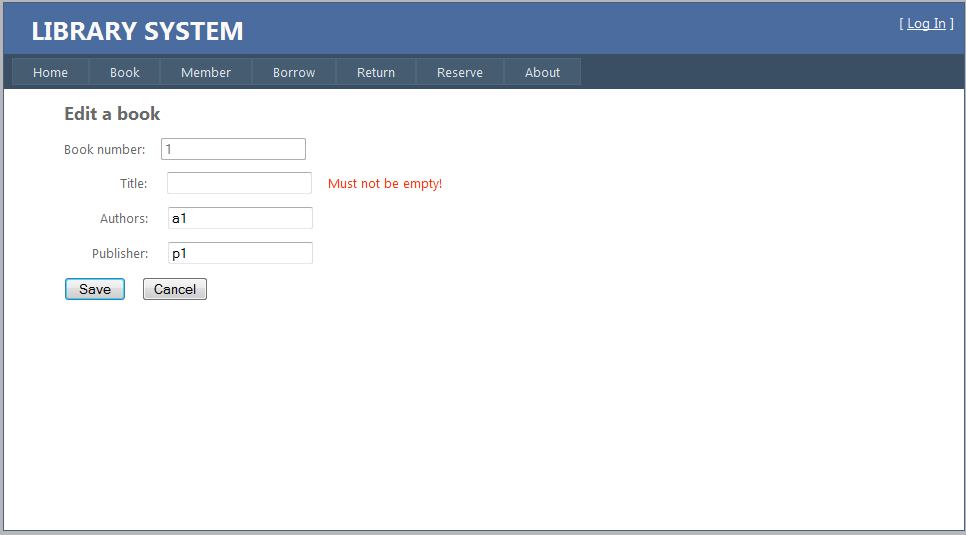 LIBRARY SYSTEM
[ Log In ]
Home Book Member Borrow Return Reserve About
Edit a book
Book number: 1
Title: Must not be empty!
Authors: a1
Publisher: p1
Save Cancel